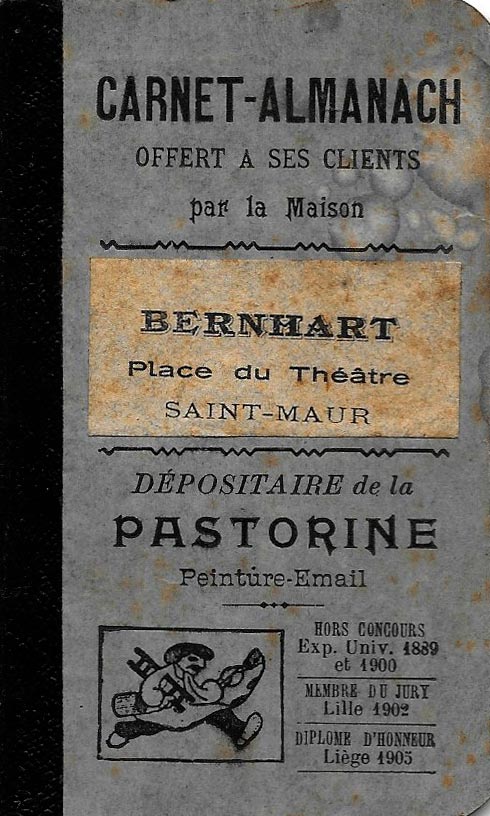 CARNET-ALMANACH
OFFERT A SES CLIENTS
par la Maison
BERNHART
Place du Théâtre
SAINT-MAUR
DÉPOSITAIRE de la
PASTORINE
Peinture-Email
HORS CONCOURS
Exp. Univ. 1889
et 1900
MEMBRE DU JURY
Lille 1902
DIPLOME D'HONNEUR
Liège 1905